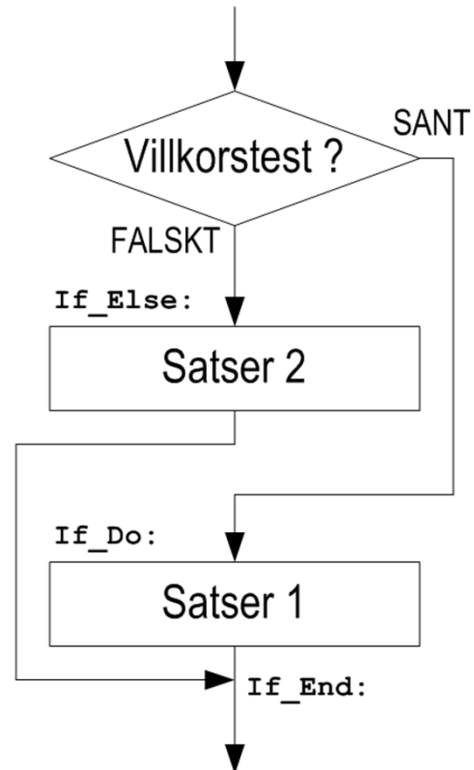 SANT
Villkorstest ?
FALSKT
If_Else:
Satser 2
If_Do:
Satser 1
If_End: